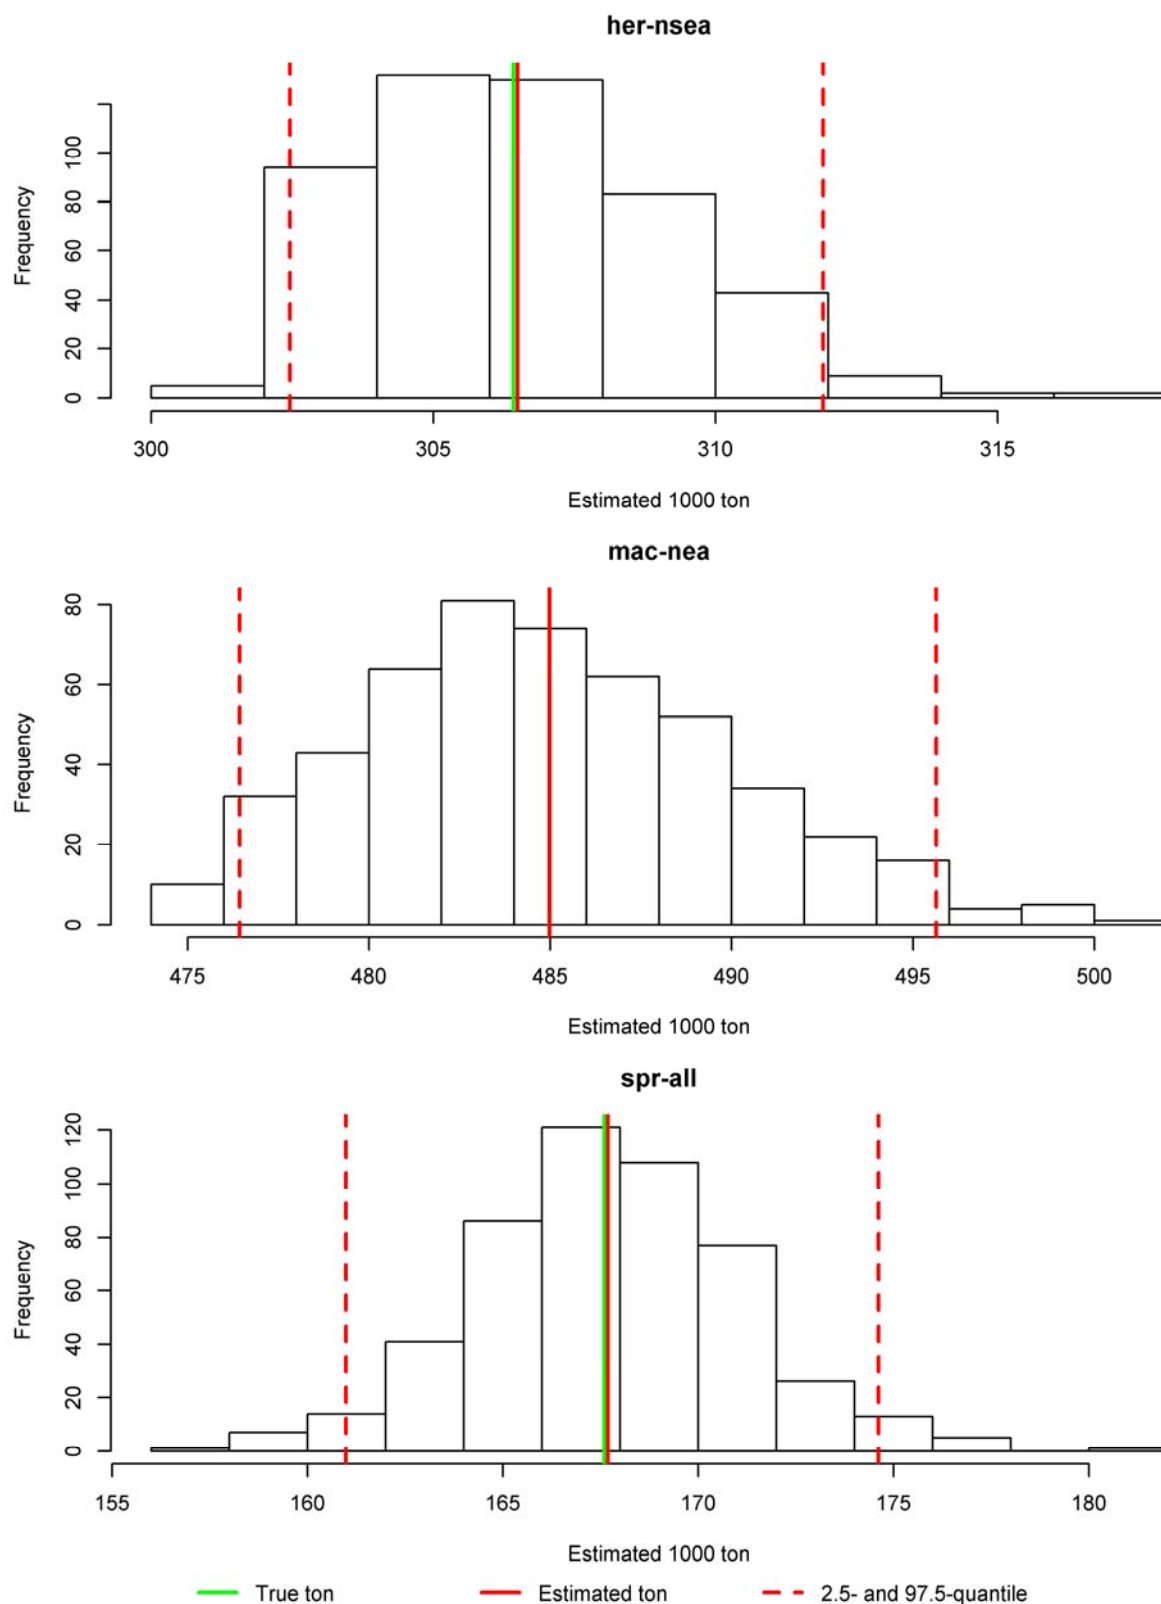 her-nsea
Frequency
0 20 40 60 80 100
300 305 310 315
Estimated 1000 ton
mac-nea
Frequency
0 20 40 60 80
475 480 485 490 495 500
Estimated 1000 ton
spr-all
Frequency
0 20 40 60 80 100 120
155 160 165 170 175 180
Estimated 1000 ton
True ton Estimated ton 2.5- and 97.5-quantile